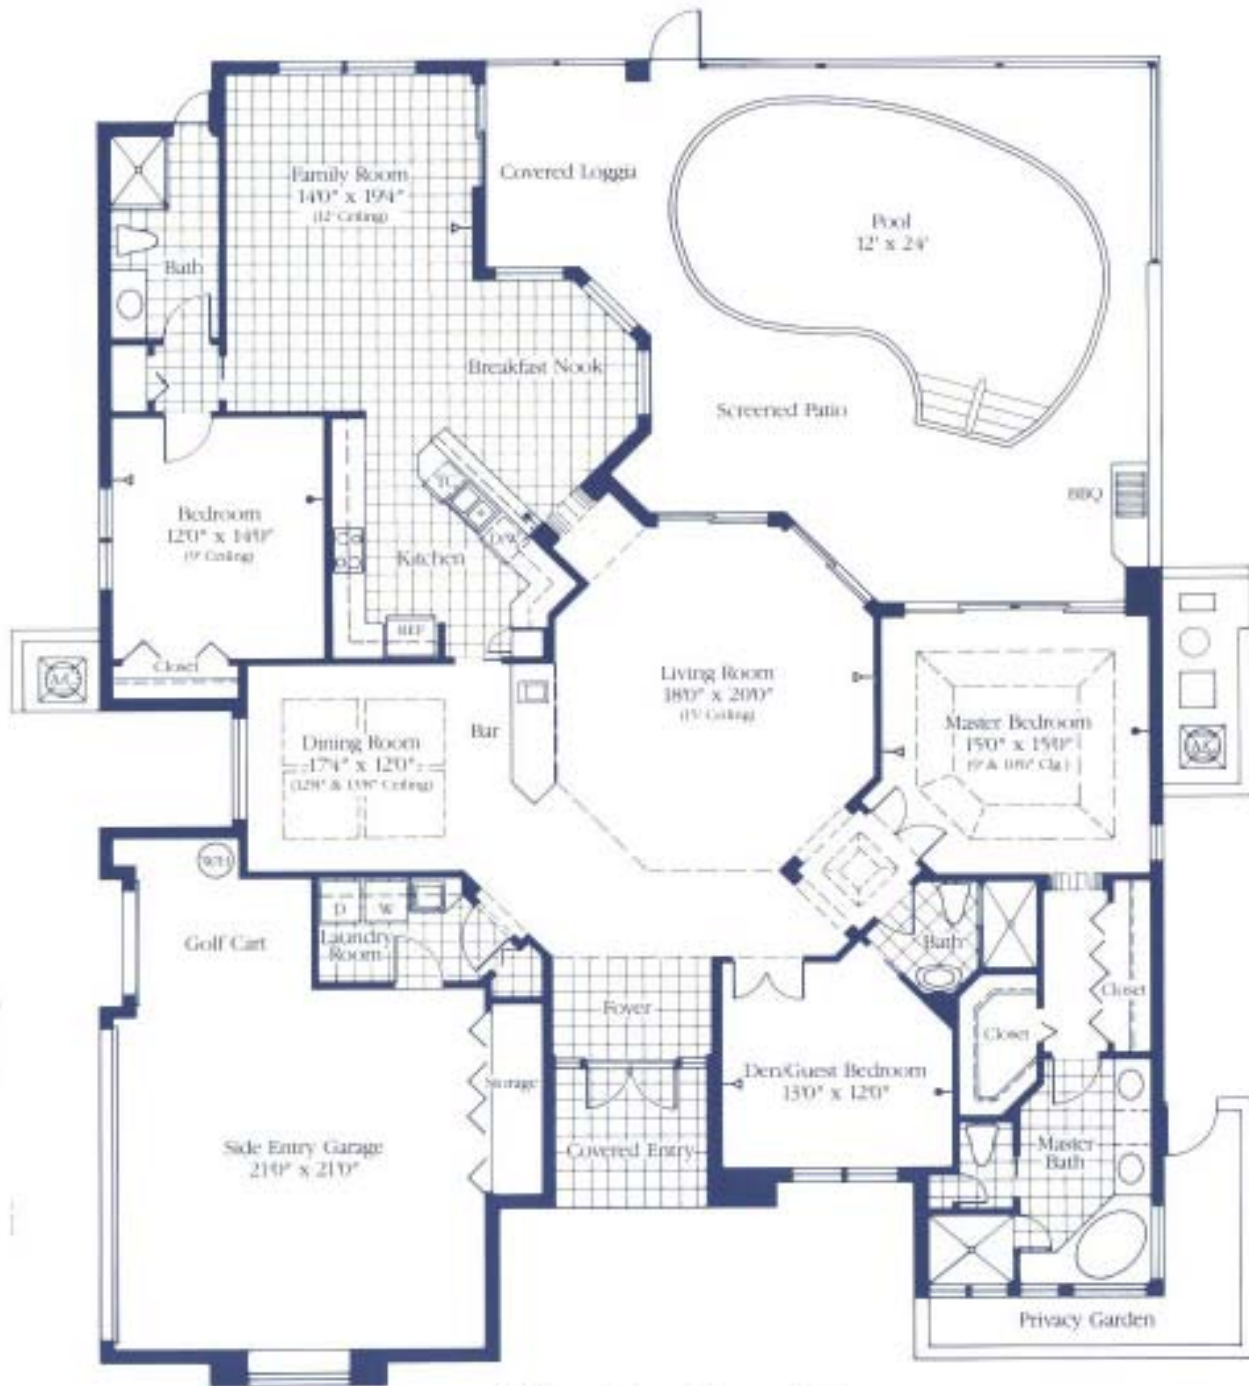 Family Room
14'0" x 19'4"
(12' Ceiling)
Covered Loggia
Pool
12' x 24'
Bath
Breakfast Nook
Screened Patio
BBQ
Bedroom
12'0" x 14'0"
(9' Ceiling)
Kitchen
D/W
REF
Closet
A/C
Living Room
18'0" x 20'0"
(15' Ceiling)
Bar
Dining Room
17'4" x 12'0"
Master Bedroom
15'0" x 15'0"
A/C
W/H
D
W
Laundry
Room
Golf Cart
Bath
Closet
Closet
Foyer
Storage
Den/Guest Bedroom
13'0" x 12'0"
Side Entry Garage
21'0" x 21'0"
Covered Entry
Master
Bath
Privacy Garden